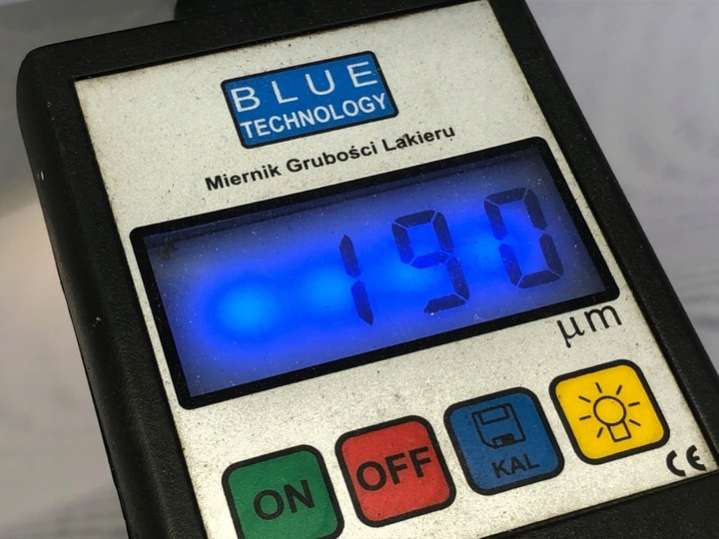 BLUE
TECHNOLOGY
Miernik Grubości Lakieru
190
µm
ON OFF KAL
CE